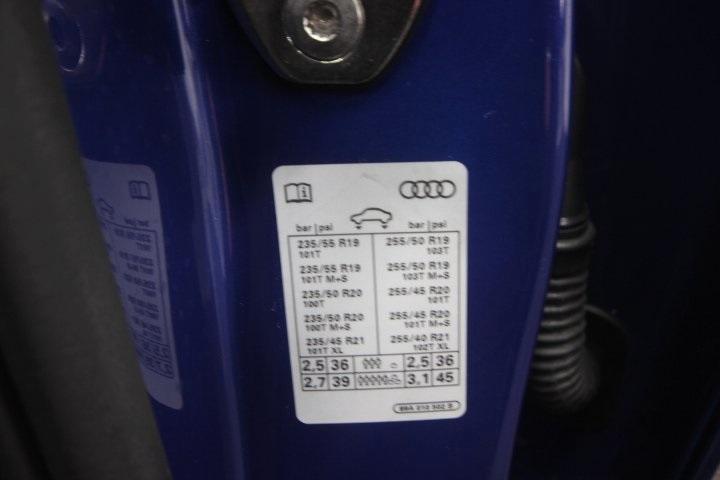 bar | psi bar | psi
235/55 R19 255/50 R19
101T 103T
235/55 R19 255/50 R19
101T M+S 103T M+S
235/50 R20 255/45 R20
100T 101T
235/50 R20 255/45 R20
100T M+S 101T M+S
235/45 R21 255/40 R21
101T XL 102T XL
2,5 36 2,5 36
2,7 39 3,1 45